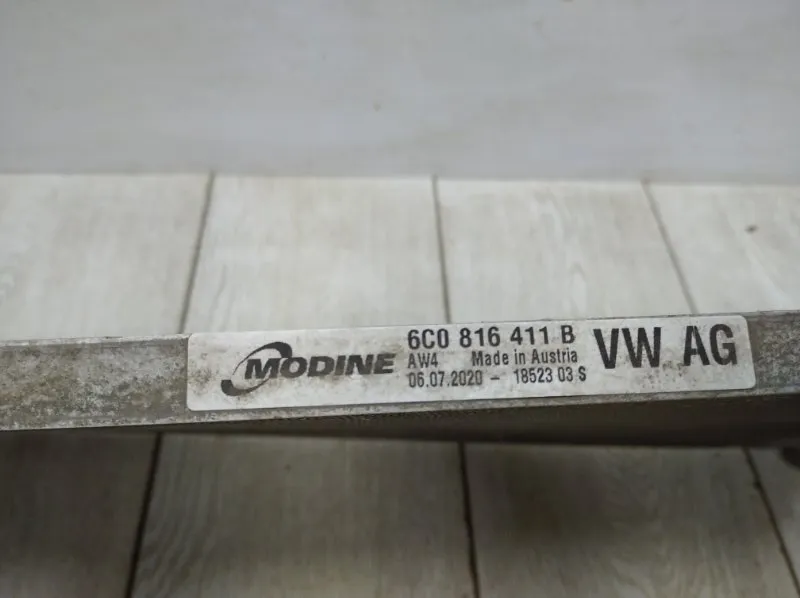 MODINE
6C0 816 411 B
AW4 Made in Austria
06.07.2020 - 18523 03 S
VW AG